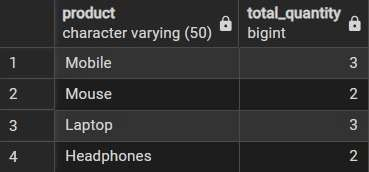 product total_quantity
character varying (50) bigint
1 Mobile 3
2 Mouse 2
3 Laptop 3
4 Headphones 2